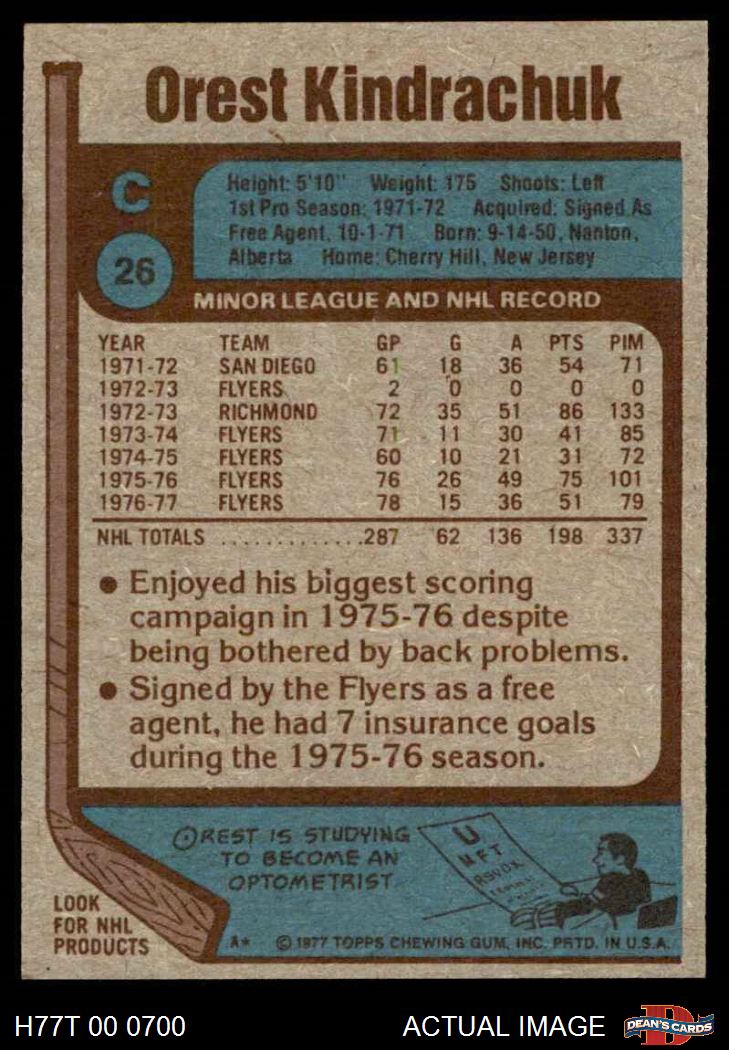 Orest Kindrachuk
C
26
Height: 5'10" Weight: 175 Shoots: Left
1st Pro Season: 1971-72 Acquired: Signed As
Free Agent, 10-1-71 Born: 9-14-50, Nanton,
Alberta Home: Cherry Hill, New Jersey
MINOR LEAGUE AND NHL RECORD
YEAR TEAM GP G A PTS PIM
1971-72 SAN DIEGO 61 18 36 54 71
1972-73 FLYERS 2 0 0 0 0
1972-73 RICHMOND 72 35 51 86 133
1973-74 FLYERS 71 11 30 41 85
1974-75 FLYERS 60 10 21 31 72
1975-76 FLYERS 76 26 49 75 101
1976-77 FLYERS 78 15 36 51 79
NHL TOTALS .............287 62 136 198 337
• Enjoyed his biggest scoring
campaign in 1975-76 despite
being bothered by back problems.
• Signed by the Flyers as a free
agent, he had 7 insurance goals
during the 1975-76 season.
OREST IS STUDYING
TO BECOME AN
OPTOMETRIST
U
NFT
RSVOX
LOOK
FOR NHL
PRODUCTS
A* © 1977 TOPPS CHEWING GUM, INC. PRTD. IN U.S.A.
H77T 00 0700 ACTUAL IMAGE
D
DEAN'S CARDS